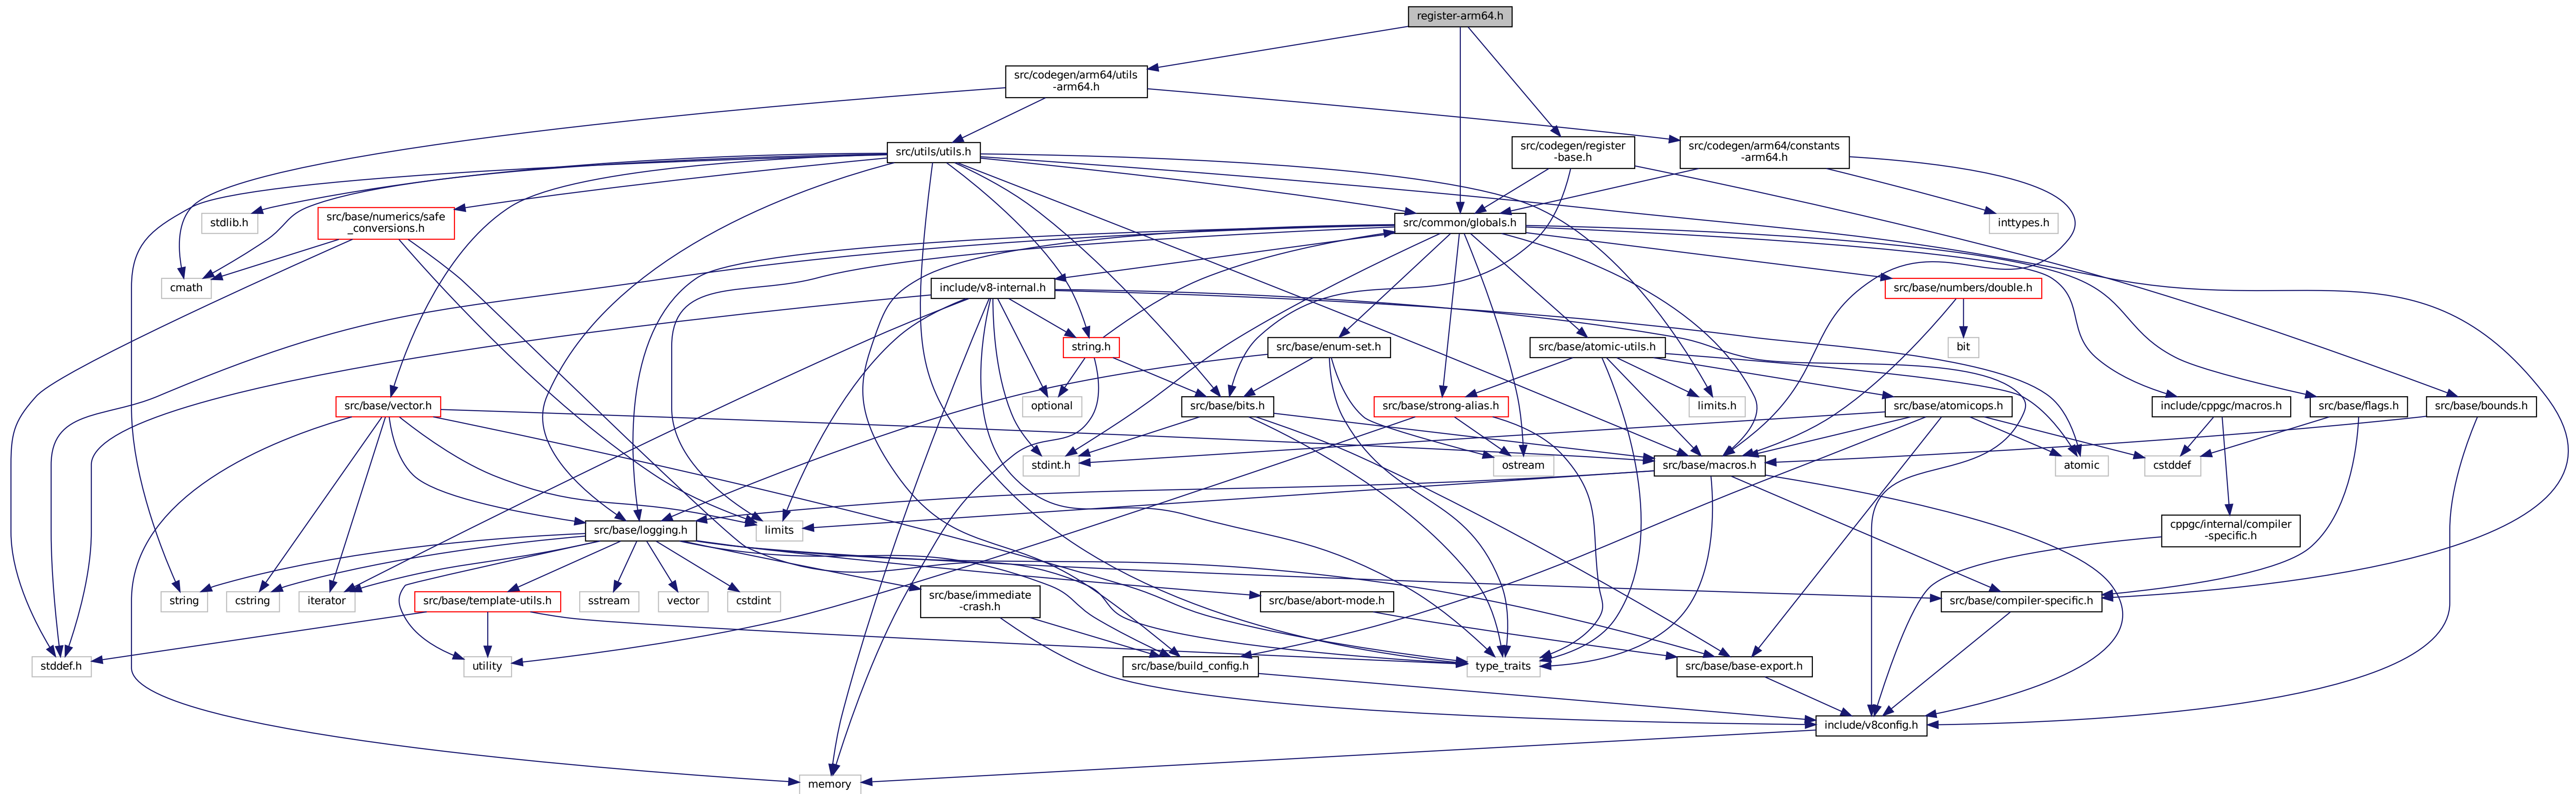 register-arm64.h
src/codegen/arm64/utils
-arm64.h
src/utils/utils.h
src/codegen/register
-base.h
src/codegen/arm64/constants
-arm64.h
stdlib.h
src/base/numerics/safe
_conversions.h
src/common/globals.h
inttypes.h
cmath
include/v8-internal.h
src/base/numbers/double.h
string.h
src/base/enum-set.h
src/base/atomic-utils.h
bit
src/base/vector.h
optional
src/base/bits.h
src/base/strong-alias.h
limits.h
src/base/atomicops.h
include/cppgc/macros.h
src/base/flags.h
src/base/bounds.h
stdint.h
ostream
src/base/macros.h
atomic
cstddef
src/base/logging.h
limits
cppgc/internal/compiler
-specific.h
string
cstring
iterator
src/base/template-utils.h
sstream
vector
cstdint
src/base/immediate
-crash.h
src/base/abort-mode.h
src/base/compiler-specific.h
stddef.h
utility
src/base/build_config.h
type_traits
src/base/base-export.h
include/v8config.h
memory